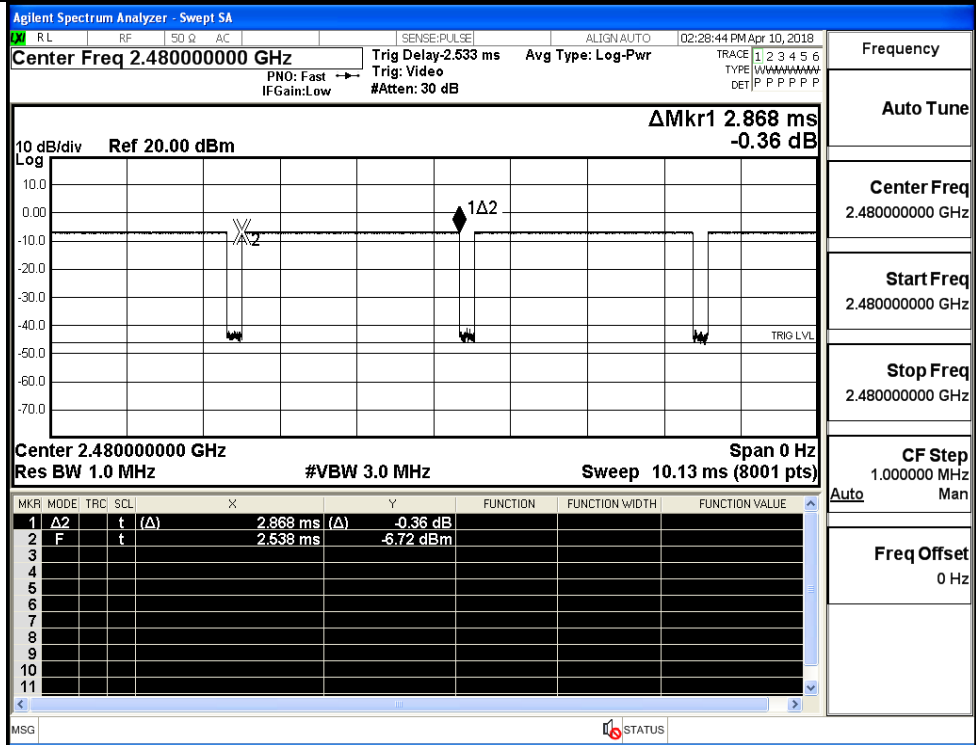 Agilent Spectrum Analyzer - Swept SA
LXI RL RF 50 Ω AC SENSE:PULSE ALIGN AUTO 02:28:44 PM Apr 10, 2018
Center Freq 2.480000000 GHz
PNO: Fast
IFGain:Low
Trig Delay-2.533 ms
Trig: Video
#Atten: 30 dB
Avg Type: Log-Pwr
TRACE 1 2 3 4 5 6
TYPE WWWWWW
DET P P P P P P
ΔMkr1 2.868 ms
-0.36 dB
10 dB/div Ref 20.00 dBm
Log
10.0
0.00
-10.0
-20.0
-30.0
-40.0
-50.0
-60.0
-70.0
2
1Δ2
TRIG LVL
Center 2.480000000 GHz Span 0 Hz
Res BW 1.0 MHz #VBW 3.0 MHz Sweep 10.13 ms (8001 pts)
MKR MODE TRC SCL X Y FUNCTION FUNCTION WIDTH FUNCTION VALUE
1 Δ2 t (Δ) 2.868 ms (Δ) -0.36 dB
2 F t 2.538 ms -6.72 dBm
3
4
5
6
7
8
9
10
11
MSG STATUS
Frequency
Auto Tune
Center Freq
2.480000000 GHz
Start Freq
2.480000000 GHz
Stop Freq
2.480000000 GHz
CF Step
1.000000 MHz
Auto Man
Freq Offset
0 Hz